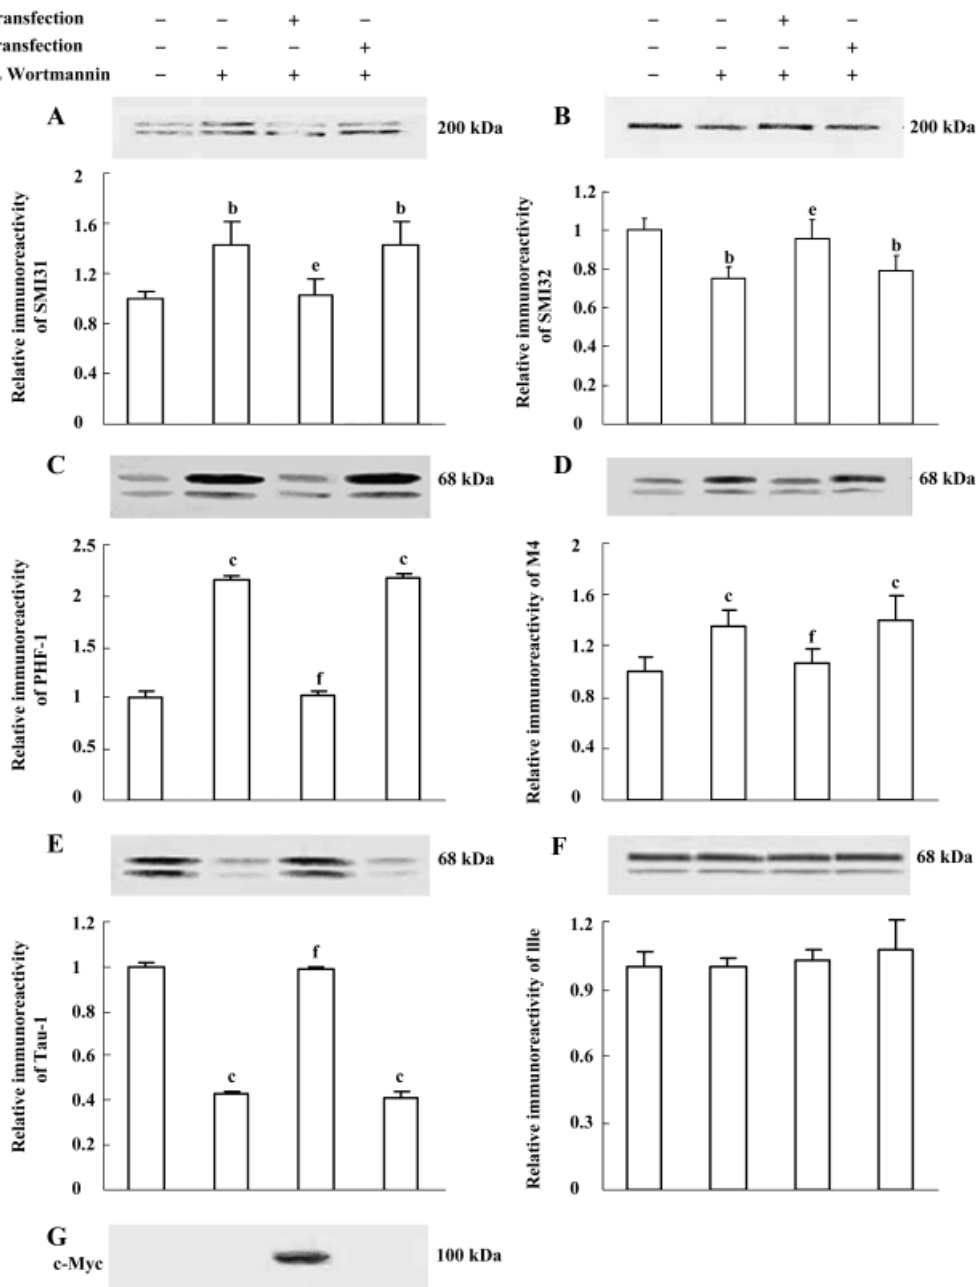 ransfection – – + – – – + –
ransfection – – – + – – – +
Wortmannin – + + + – + + +
A 200 kDa B 200 kDa
Relative immunoreactivity
of SMI31
2
1.6
1.2
0.8
0.4
0
b
e
b
Relative immunoreactivity
of SMI32
1.2
1
0.8
0.6
0.4
0.2
0
b
e
b
C 68 kDa D 68 kDa
Relative immunoreactivity
of PHF-1
2.5
2
1.5
1
0.5
0
c
f
c
Relative immunoreactivity of M4
2
1.6
1.2
0.8
0.4
0
c
f
c
E 68 kDa F 68 kDa
Relative immunoreactivity
of Tau-1
1.2
1
0.8
0.6
0.4
0.2
0
c
f
c
Relative immunoreactivity of llle
1.2
0.9
0.6
0.3
0
G
c-Myc 100 kDa